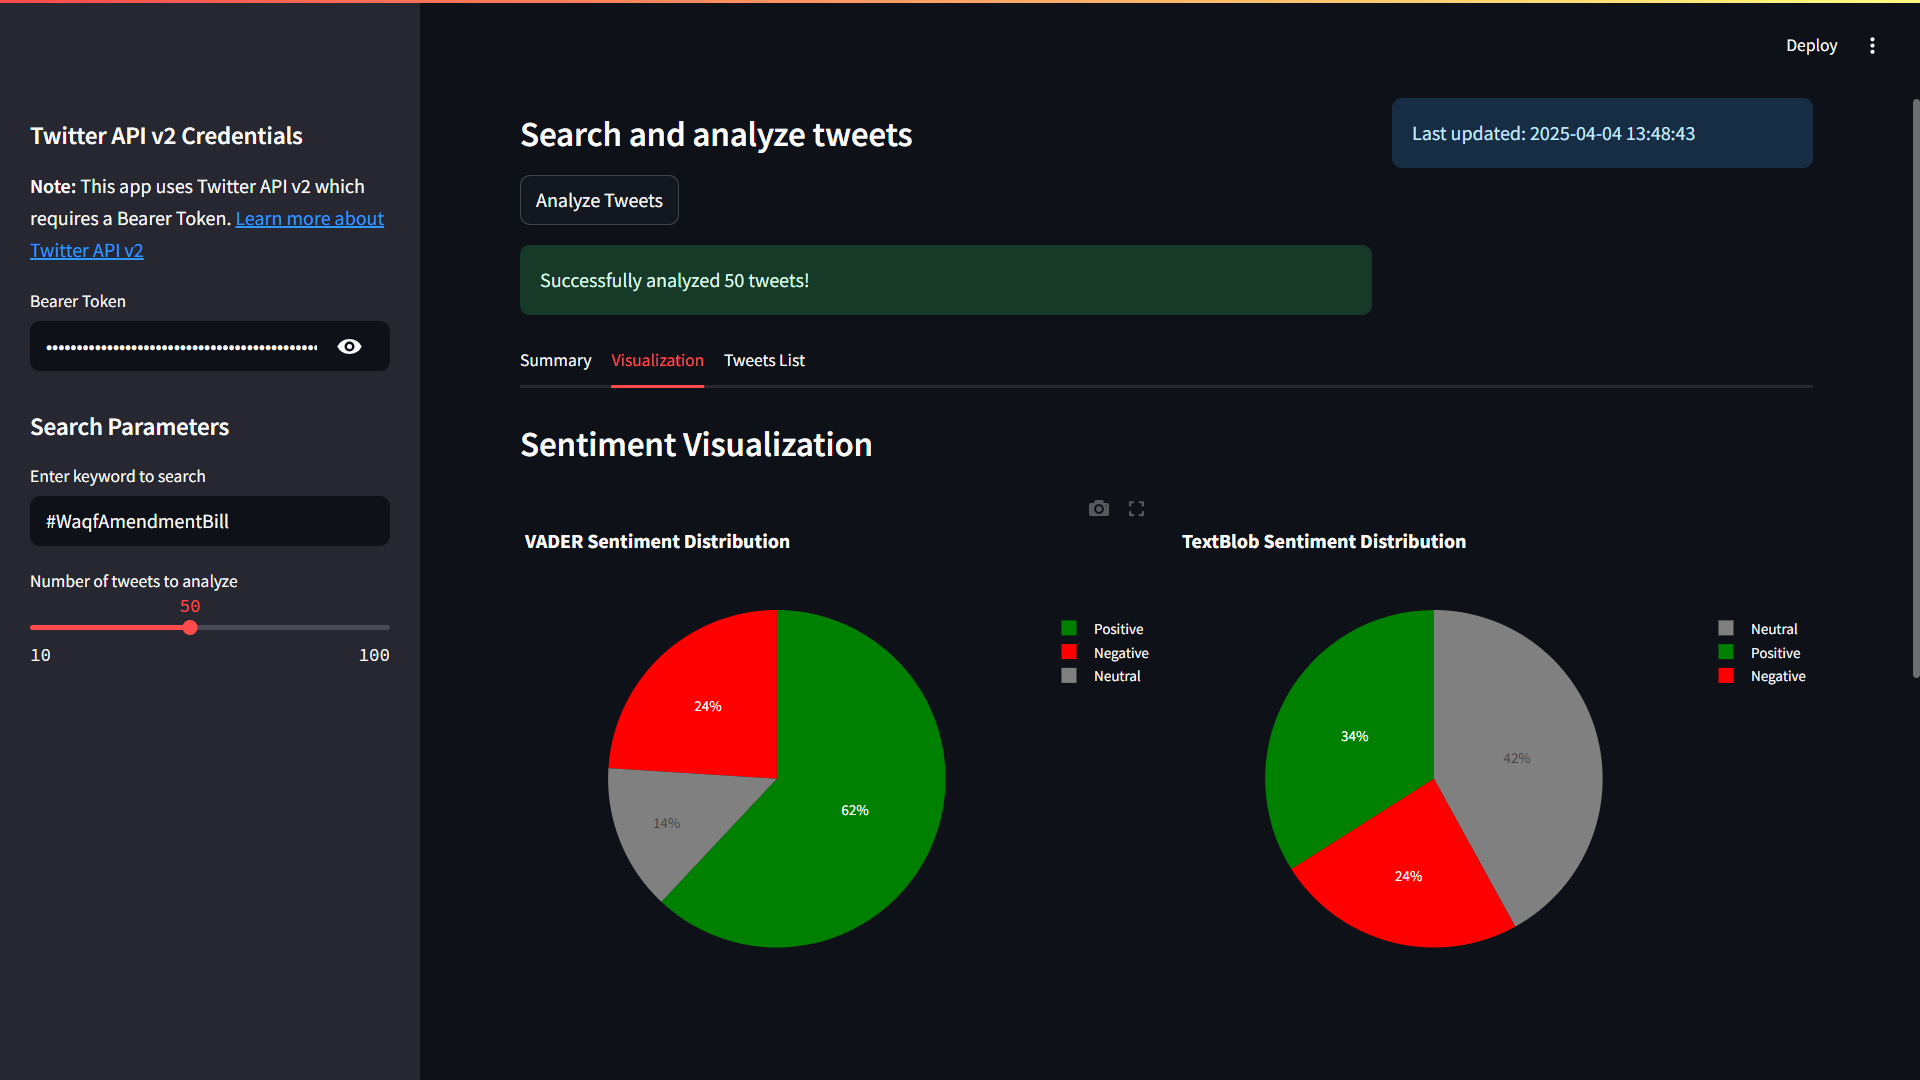 Deploy
Twitter API v2 Credentials
Note: This app uses Twitter API v2 which
requires a Bearer Token. Learn more about
Twitter API v2
Bearer Token
Search Parameters
Enter keyword to search
#WaqfAmendmentBill
Number of tweets to analyze
50
10
100
Search and analyze tweets
Last updated: 2025-04-04 13:48:43
Analyze Tweets
Successfully analyzed 50 tweets!
Summary
Visualization
Tweets List
Sentiment Visualization
VADER Sentiment Distribution
Positive
Negative
Neutral
24%
14%
62%
TextBlob Sentiment Distribution
Neutral
Positive
Negative
34%
42%
24%